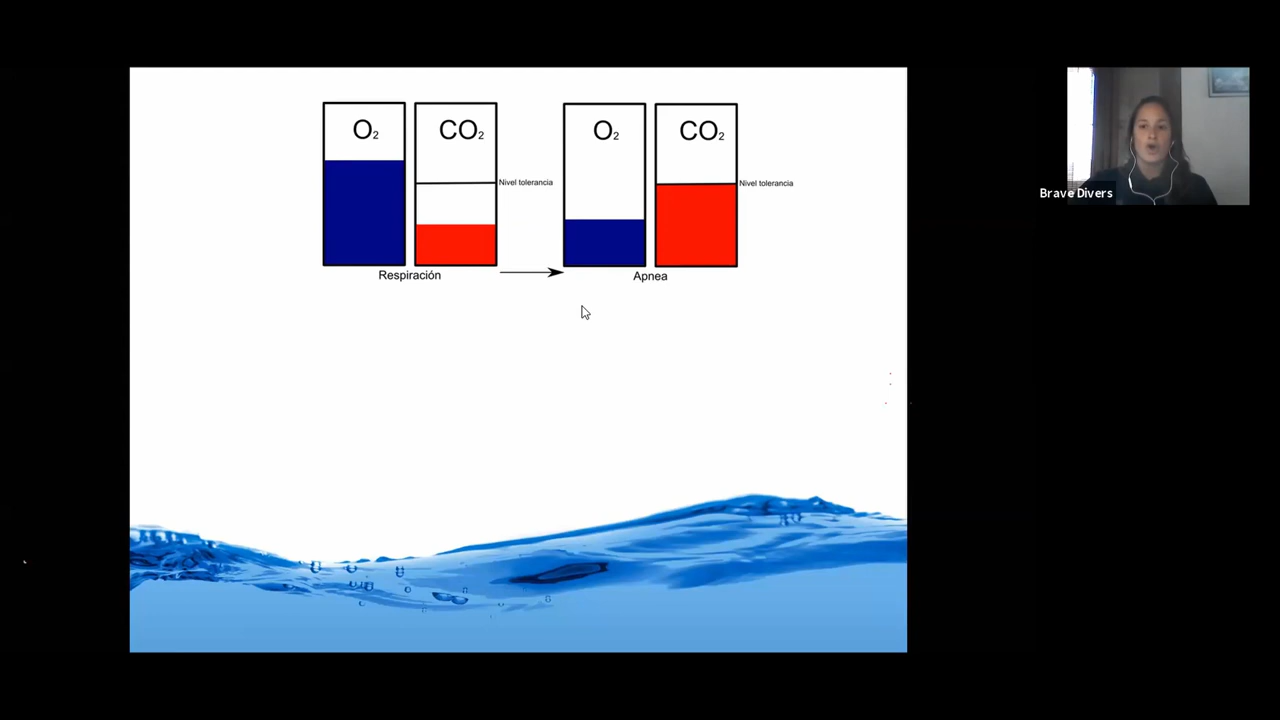 O₂ CO₂ O₂ CO₂
Nivel tolerancia Nivel tolerancia
Respiración Apnea
Brave Divers